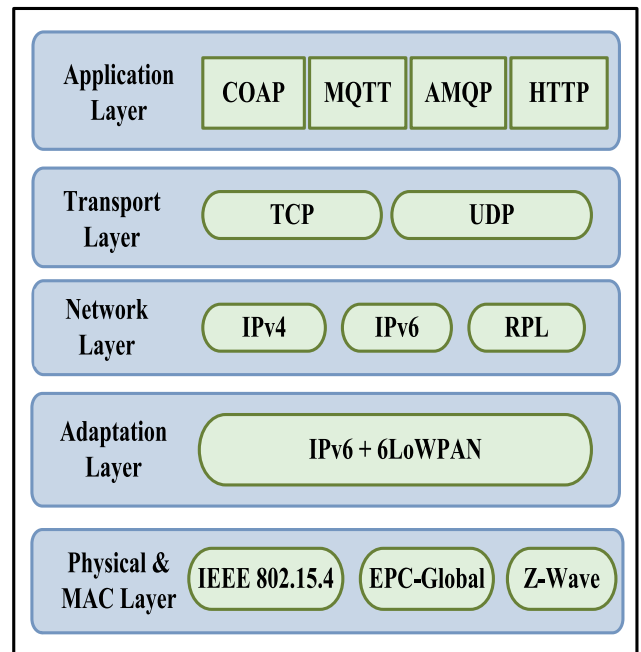 Application
Layer
COAP
MQTT
AMQP
HTTP
Transport
Layer
TCP
UDP
Network
Layer
IPv4
IPv6
RPL
Adaptation
Layer
IPv6 + 6LoWPAN
Physical &
MAC Layer
IEEE 802.15.4
EPC-Global
Z-Wave